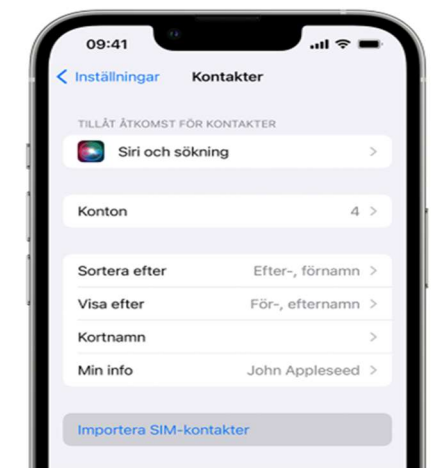 09:41
Inställningar Kontakter
TILLÅT ÅTKOMST FÖR KONTAKTER
Siri och sökning
Konton 4
Sortera efter Efter-, förnamn
Visa efter För-, efternamn
Kortnamn
Min info John Appleseed
Importera SIM-kontakter